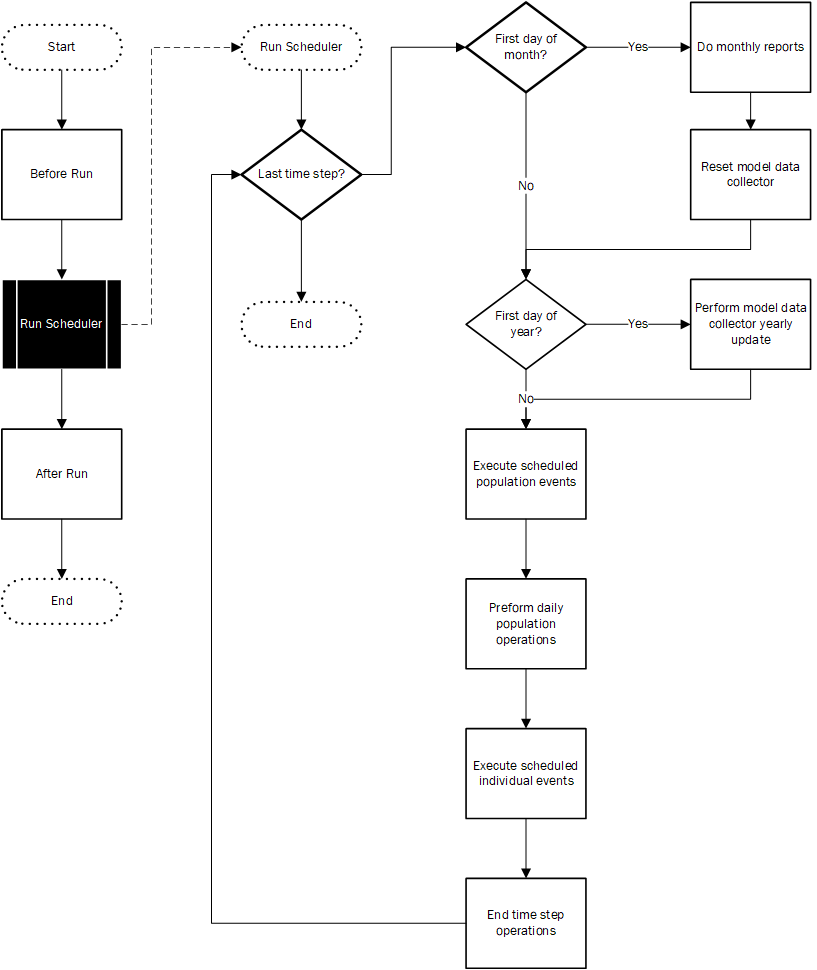 Start
Before Run
Run Scheduler
After Run
End
Run Scheduler
Last time step?
End
First day of
month?
Yes
Do monthly reports
Reset model data
collector
No
First day of
year?
Yes
Perform model data
collector yearly
update
No
Execute scheduled
population events
Preform daily
population
operations
Execute scheduled
individual events
End time step
operations